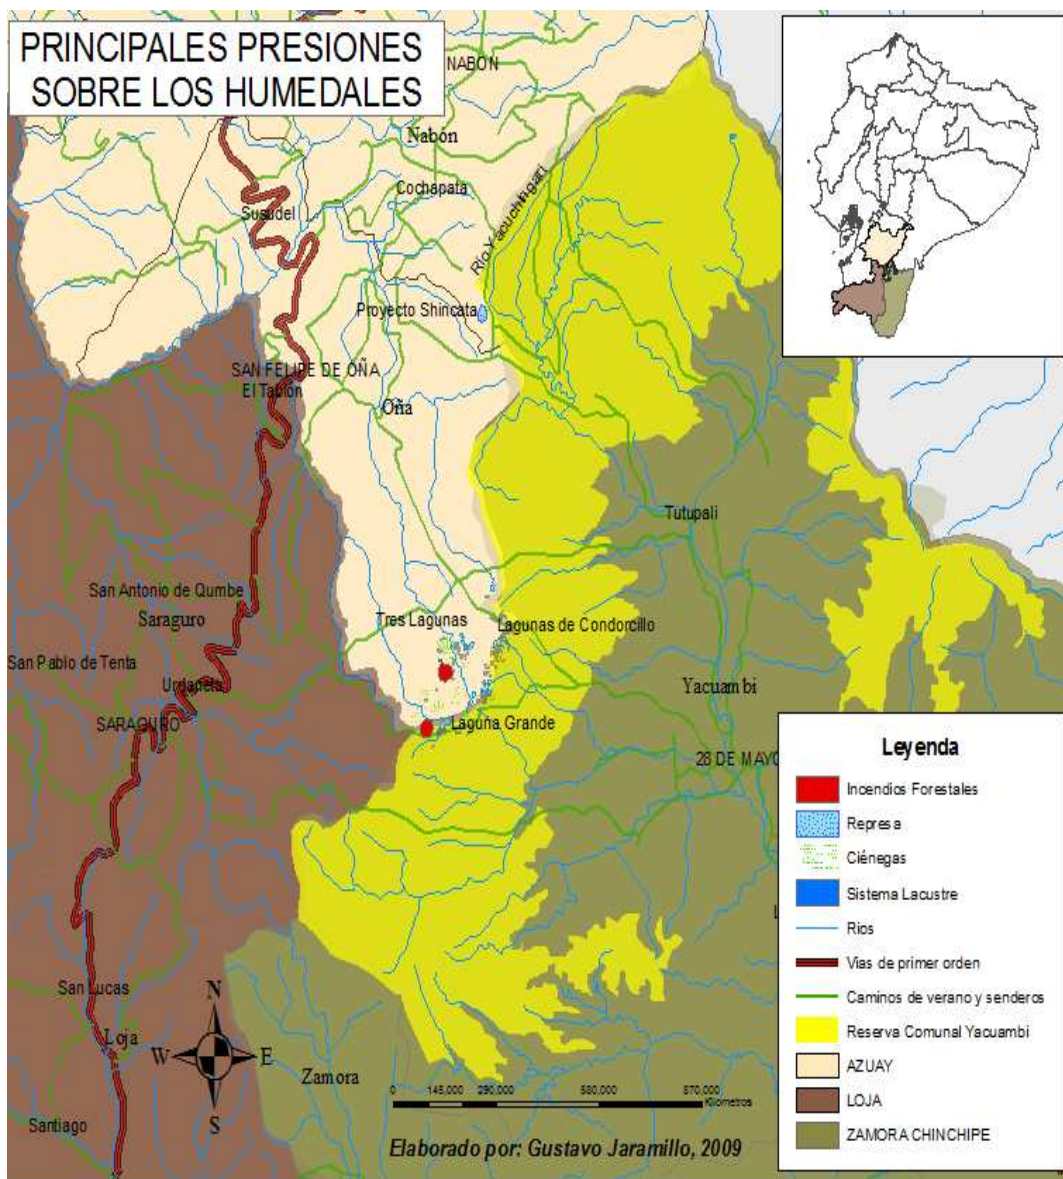 PRINCIPALES PRESIONES
SOBRE LOS HUMEDALES
NABON
Nabón
Cochapata
Río Yacuchingari
Susudel
Proyecto Shincata
SAN FELIPE DE OÑA
El Tablon
Oña
Tutupali
San Antonio de Qumbe
Saraguro
Tres Lagunas
Lagunas de Condorcillo
San Pablo de Tenta
Urdaneta
Yacuambi
SARAGURO
Laguna Grande
28 DE MAYO
San Lucas
Loja
Zamora
Santiago
N
W
E
S
0 145,000 290,000 580,000 870,000
Kilometros
Elaborado por: Gustavo Jaramillo, 2009
Leyenda
Incendios Forestales
Represa
Ciénegas
Sistema Lacustre
Rios
Vias de primer orden
Caminos de verano y senderos
Reserva Comunal Yacuambi
AZUAY
LOJA
ZAMORA CHINCHIPE